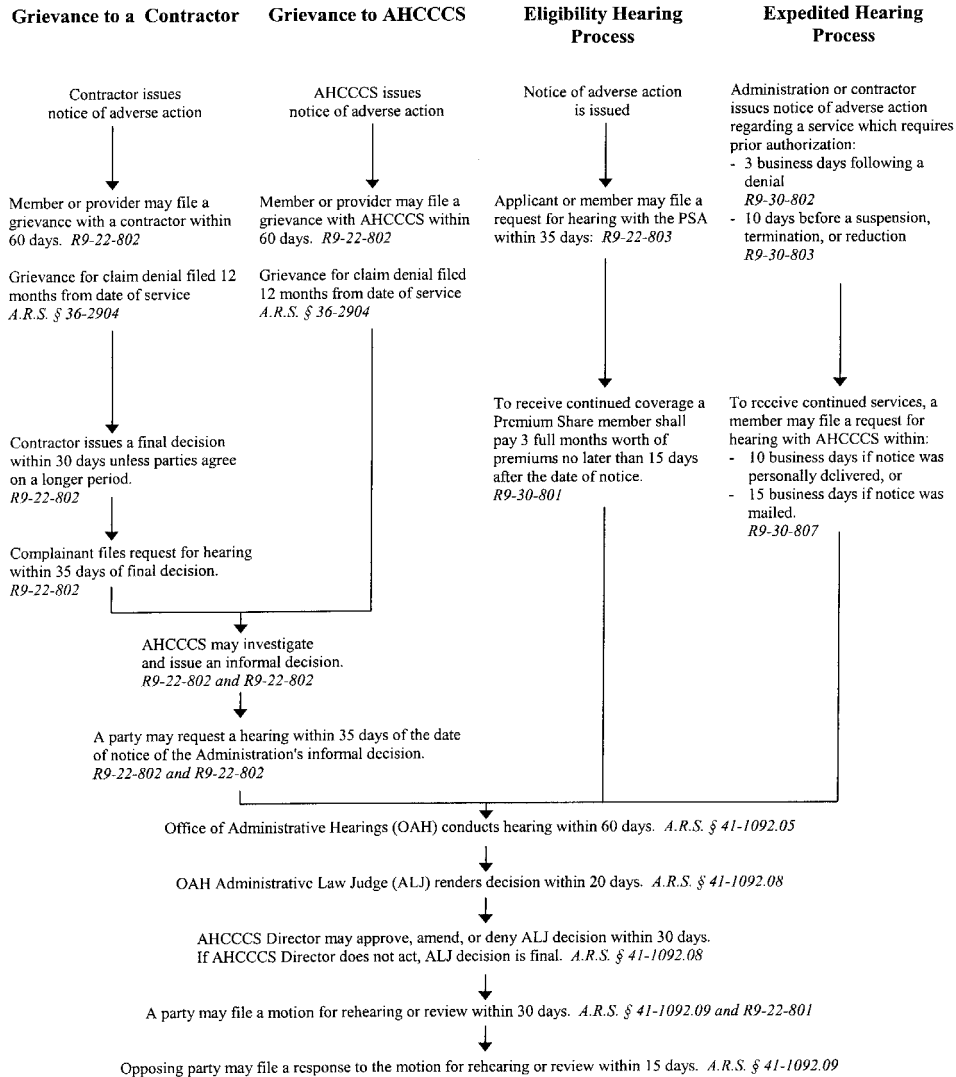 Grievance to a Contractor
Contractor issues
notice of adverse action
Member or provider may file a
grievance with a contractor within
60 days. R9-22-802
Grievance for claim denial filed 12
months from date of service
A.R.S. § 36-2904
Contractor issues a final decision
within 30 days unless parties agree
on a longer period.
R9-22-802
Complainant files request for hearing
within 35 days of final decision.
R9-22-802
Grievance to AHCCCS
AHCCCS issues
notice of adverse action
Member or provider may file a
grievance with AHCCCS within
60 days. R9-22-802
Grievance for claim denial filed
12 months from date of service
A.R.S. § 36-2904
AHCCCS may investigate
and issue an informal decision.
R9-22-802 and R9-22-802
A party may request a hearing within 35 days of the date
of notice of the Administration's informal decision.
R9-22-802 and R9-22-802
Eligibility Hearing
Process
Notice of adverse action
is issued
Applicant or member may file a
request for hearing with the PSA
within 35 days: R9-22-803
To receive continued coverage a
Premium Share member shall
pay 3 full months worth of
premiums no later than 15 days
after the date of notice.
R9-30-801
Expedited Hearing
Process
Administration or contractor
issues notice of adverse action
regarding a service which requires
prior authorization:
- 3 business days following a
denial
R9-30-802
- 10 days before a suspension,
termination, or reduction
R9-30-803
To receive continued services, a
member may file a request for
hearing with AHCCCS within:
- 10 business days if notice was
personally delivered, or
- 15 business days if notice was
mailed.
R9-30-807
Office of Administrative Hearings (OAH) conducts hearing within 60 days. A.R.S. § 41-1092.05
OAH Administrative Law Judge (ALJ) renders decision within 20 days. A.R.S. § 41-1092.08
AHCCCS Director may approve, amend, or deny ALJ decision within 30 days.
If AHCCCS Director does not act, ALJ decision is final. A.R.S. § 41-1092.08
A party may file a motion for rehearing or review within 30 days. A.R.S. § 41-1092.09 and R9-22-801
Opposing party may file a response to the motion for rehearing or review within 15 days. A.R.S. § 41-1092.09